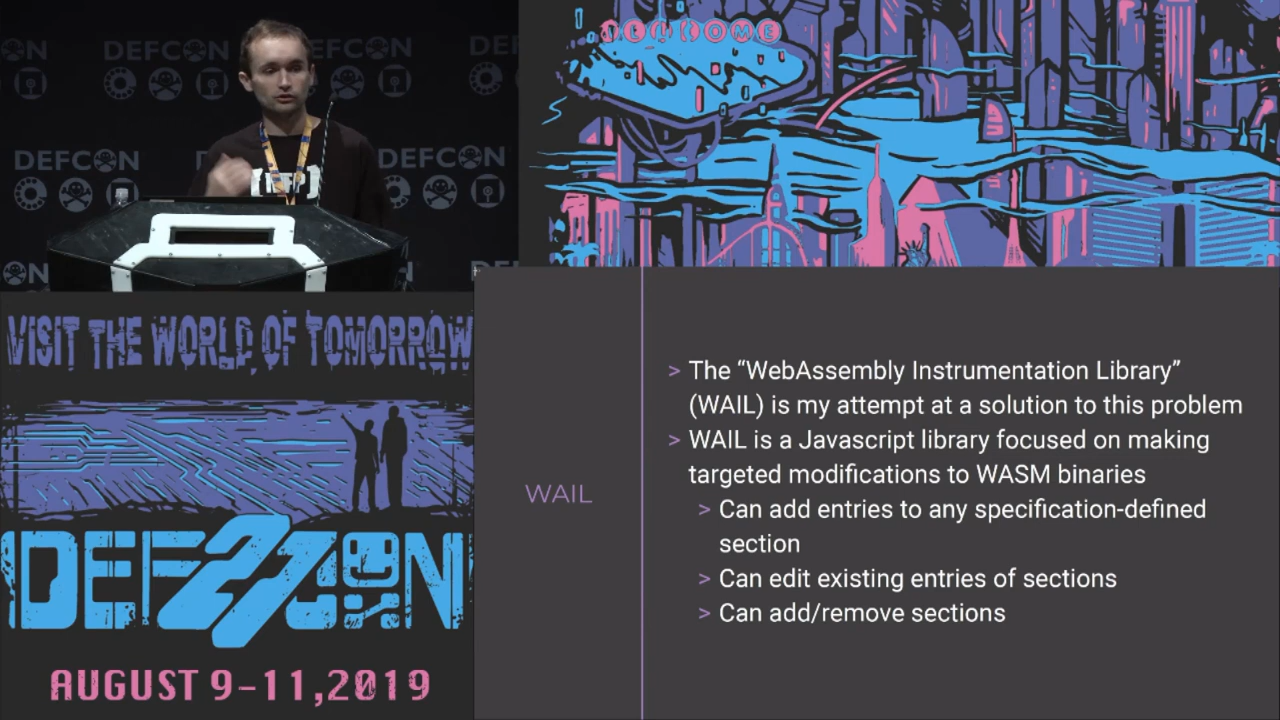 DEFCON
DEFCON
DEFCON
DEFCON
DEFCON
WELCOME
VISIT THE WORLD OF TOMORROW
DEF CON
27
AUGUST 9-11,2019
WAIL
> The “WebAssembly Instrumentation Library”
(WAIL) is my attempt at a solution to this problem
> WAIL is a Javascript library focused on making
targeted modifications to WASM binaries
> Can add entries to any specification-defined
section
> Can edit existing entries of sections
> Can add/remove sections